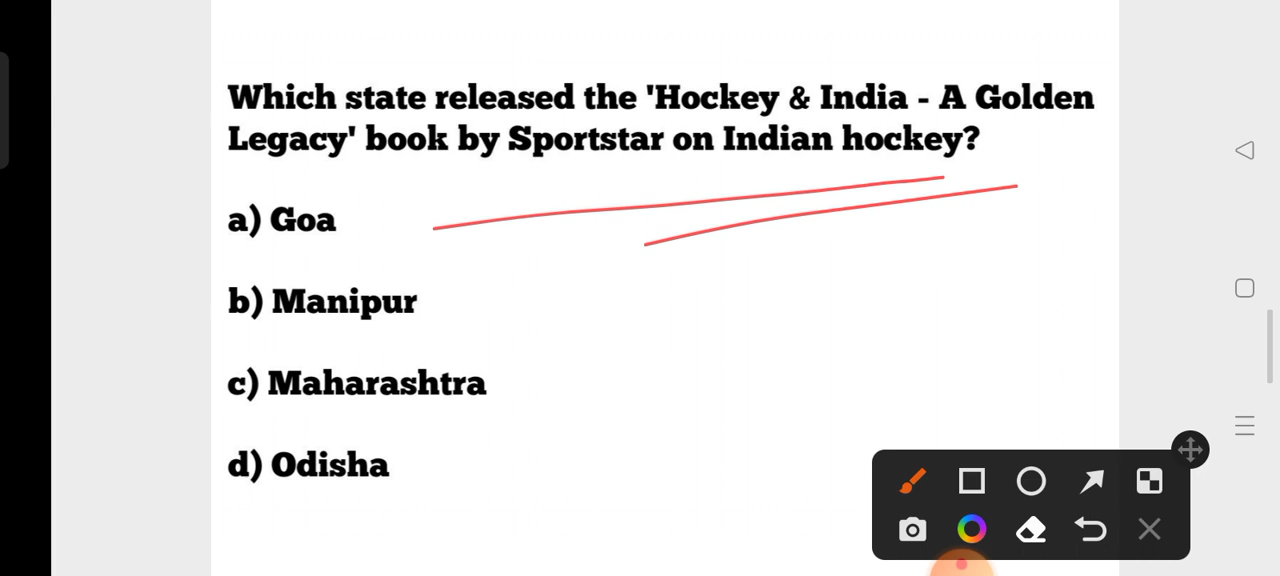 Which state released the 'Hockey & India - A Golden
Legacy' book by Sportstar on Indian hockey?
a) Goa
b) Manipur
c) Maharashtra
d) Odisha